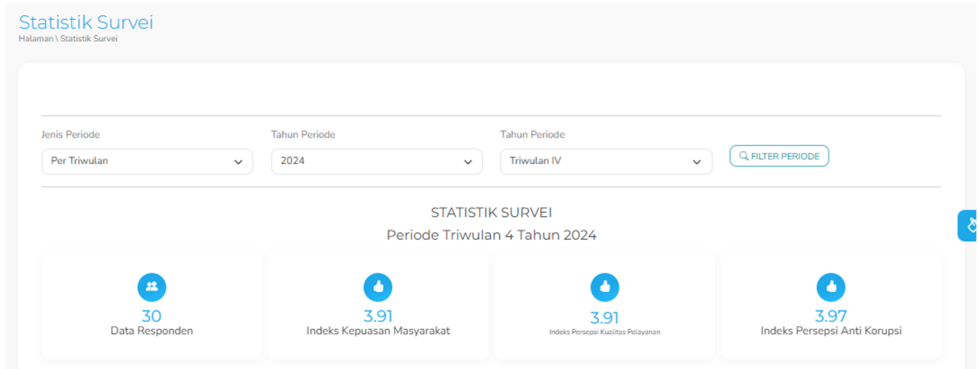 Statistik Survei
Halaman \ Statistik Survei
Jenis Periode
Tahun Periode
Tahun Periode
Per Triwulan
2024
Triwulan IV
FILTER PERIODE
STATISTIK SURVEI
Periode Triwulan 4 Tahun 2024
30
Data Responden
3.91
Indeks Kepuasan Masyarakat
3.91
Indeks Persepsi Kualitas Pelayanan
3.97
Indeks Persepsi Anti Korupsi